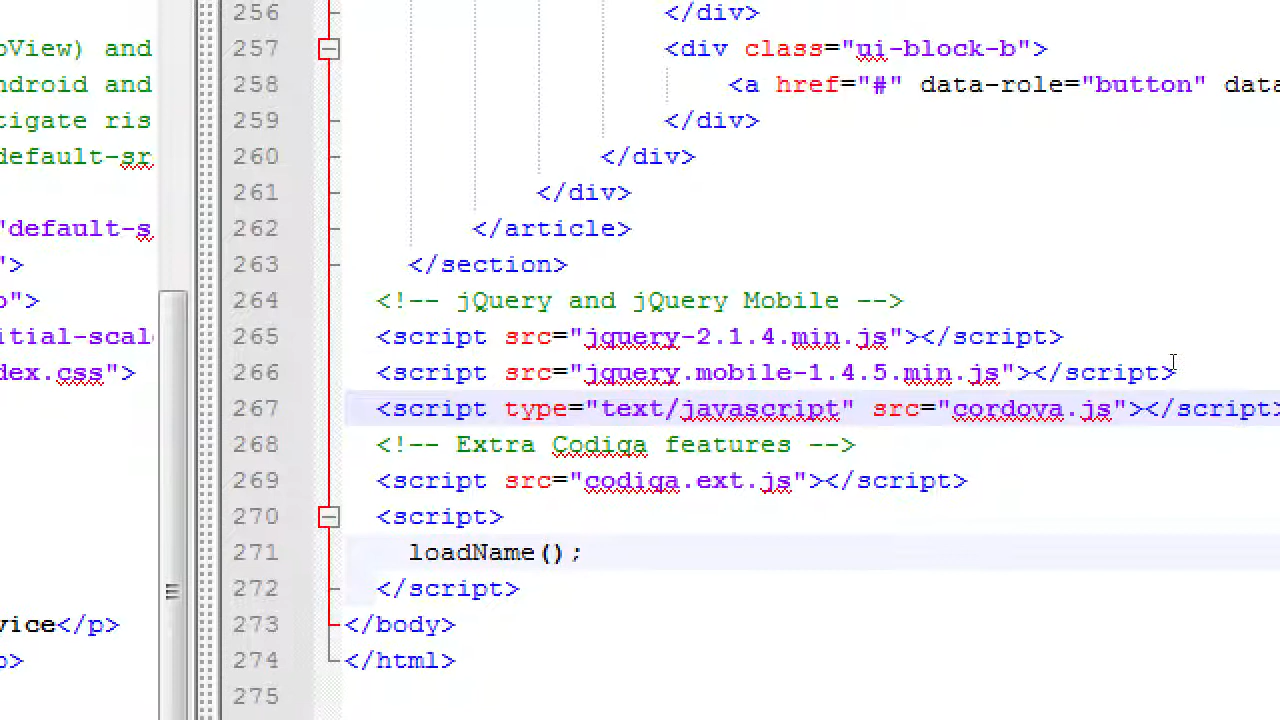 256 </div>
oView) and
257 <div class="ui-block-b">
ndroid and
258 <a href="#" data-role="button" data
tigate ris
259 </div>
default-sr
260 </div>
261 </div>
"default-s
262 </article>
">
263 </section>
o">
264 <!-- jQuery and jQuery Mobile -->
itial-scal
265 <script src="jquery-2.1.4.min.js"></script>
dex.css">
266 <script src="jquery.mobile-1.4.5.min.js"></script>
267 <script type="text/javascript" src="cordova.js"></script>
268 <!-- Extra Codiqa features -->
269 <script src="codiqa.ext.js"></script>
270 <script>
271 loadName();
272 </script>
vice</p>
273 </body>
o>
274 </html>
275